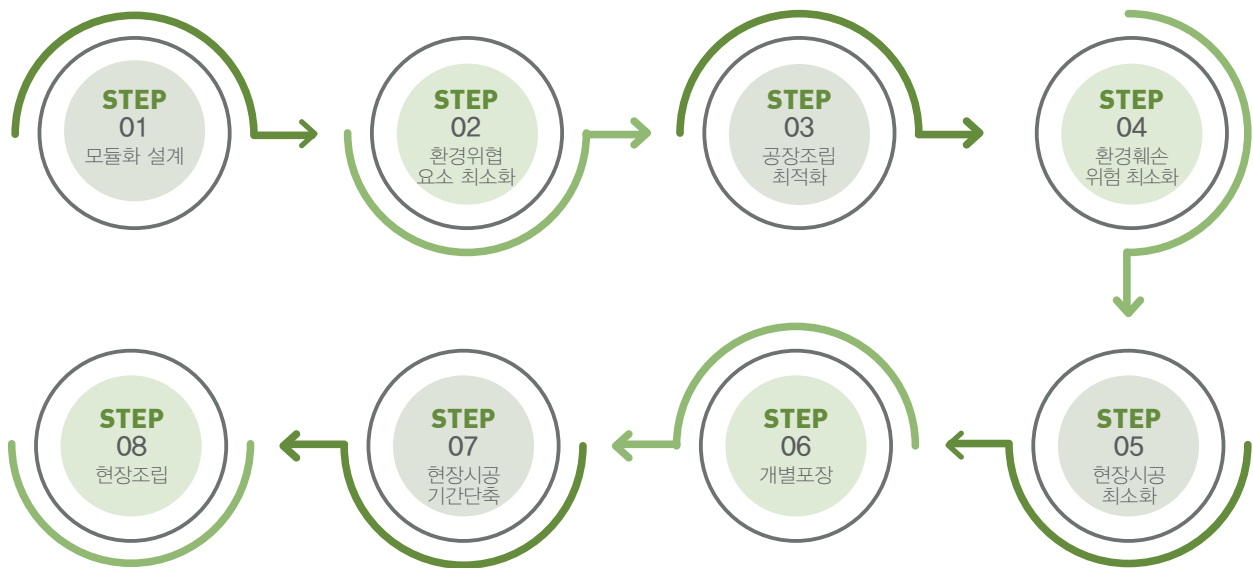 STEP
01
모듈화 설계
STEP
02
환경위협
요소 최소화
STEP
03
공장조립
최적화
STEP
04
환경훼손
위험 최소화
STEP
05
현장시공
최소화
STEP
06
개별포장
STEP
07
현장시공
기간단축
STEP
08
현장조립